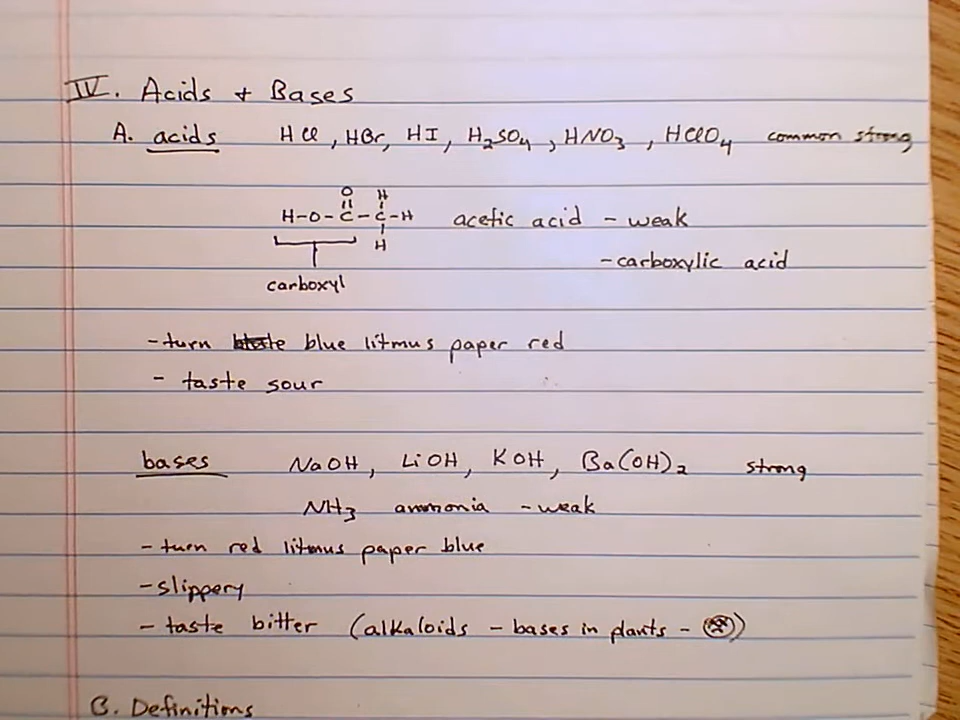 IV. Acids + Bases
A. acids HCl, HBr, HI, H₂SO₄, HNO₃, HClO₄ common strong
O H
H-O-C-C-H acetic acid - weak
H
- carboxylic acid
carboxyl
- turn blue litmus paper red
- taste sour
bases NaOH, LiOH, KOH, Ba(OH)₂ strong
NH₃ ammonia - weak
- turn red litmus paper blue
- slippery
- taste bitter (alkaloids - bases in plants - )
B. Definitions